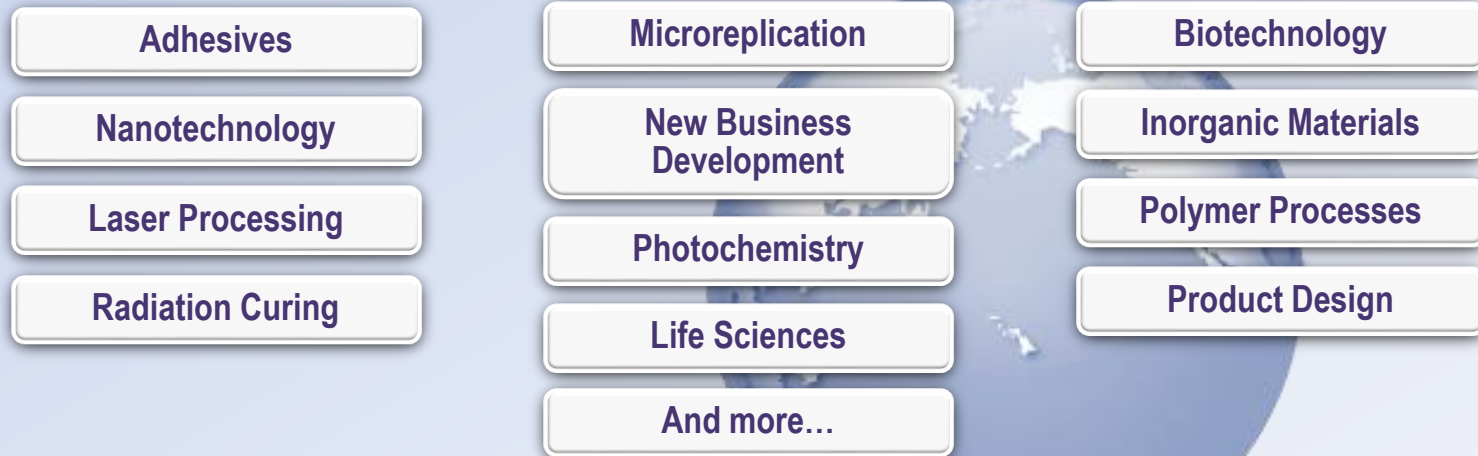 Adhesives
Nanotechnology
Laser Processing
Radiation Curing
Microreplication
New Business
Development
Photochemistry
Life Sciences
And more…
Biotechnology
Inorganic Materials
Polymer Processes
Product Design